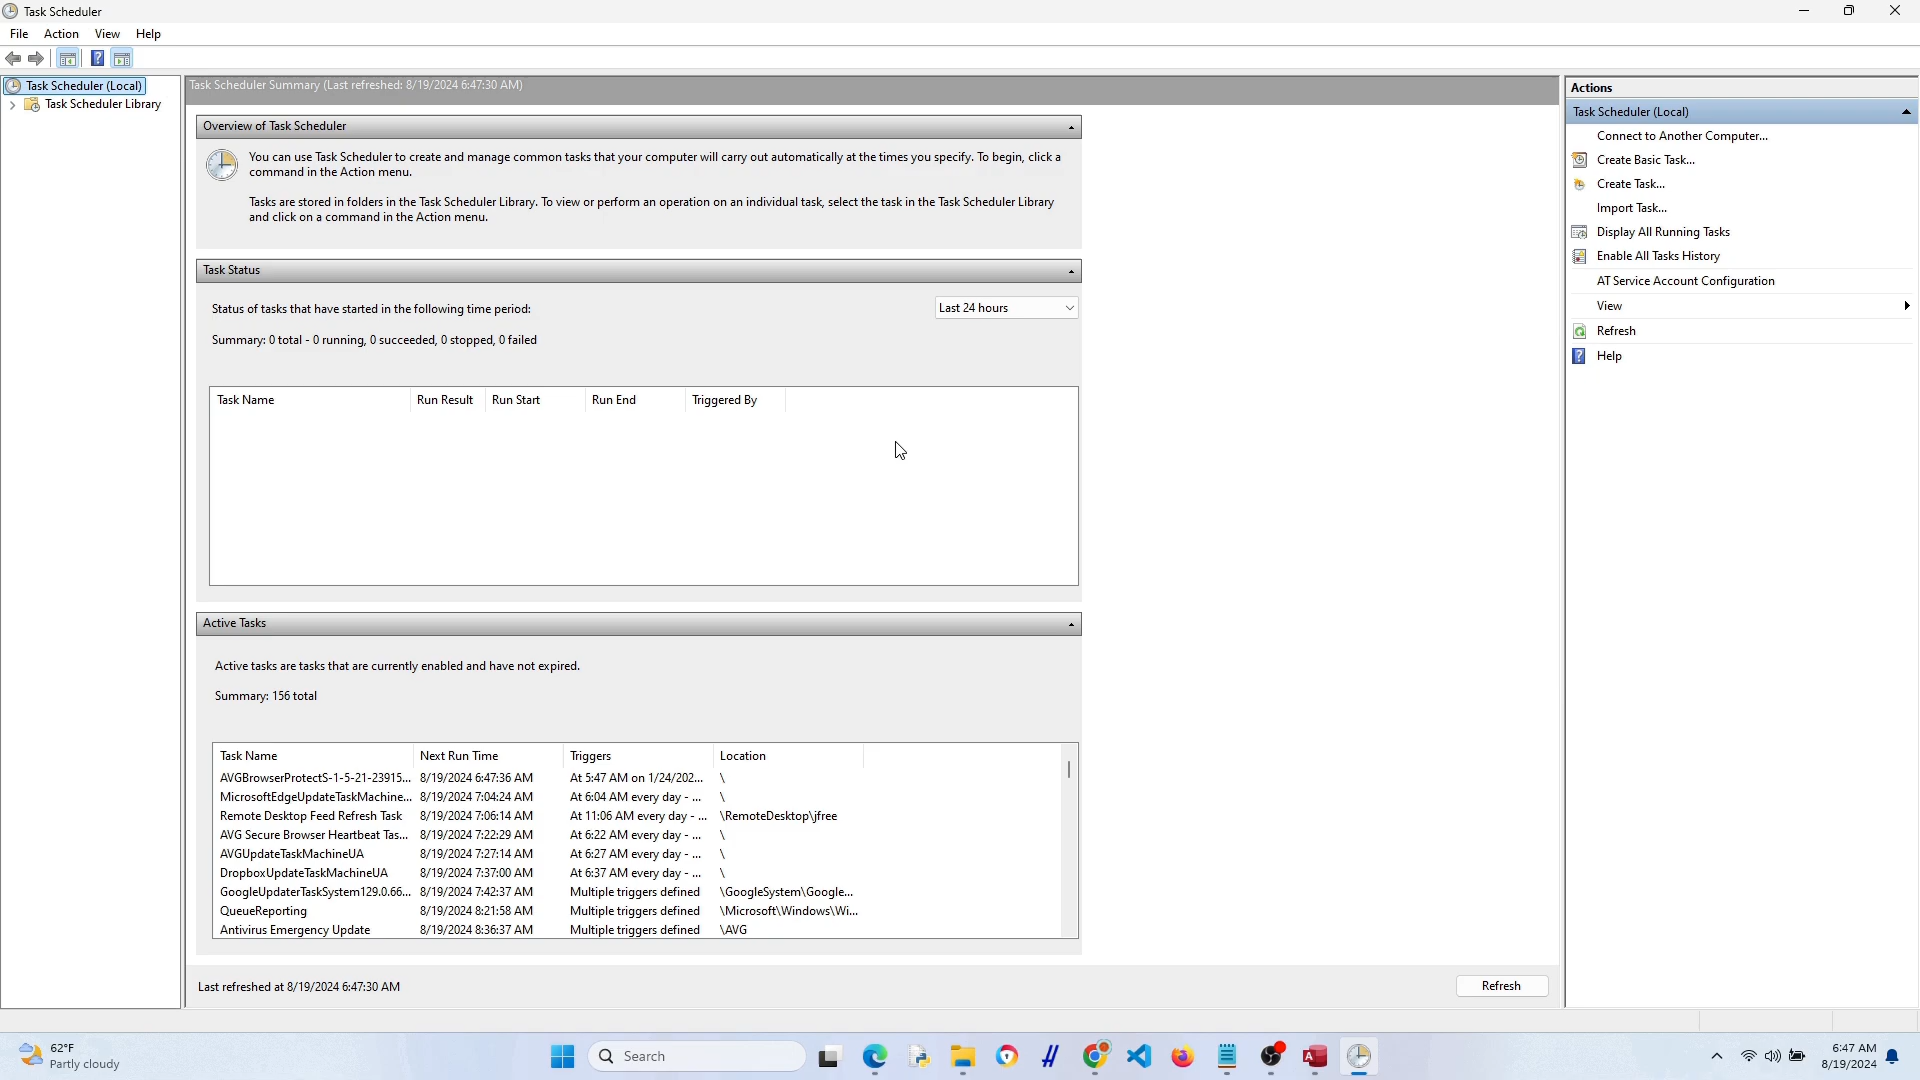 Task Scheduler
File Action View Help
Task Scheduler (Local)
Task Scheduler Library
Task Scheduler Summary (Last refreshed: 8/19/2024 6:47:30 AM)
Overview of Task Scheduler
You can use Task Scheduler to create and manage common tasks that your computer will carry out automatically at the times you specify. To begin, click a
command in the Action menu.
Tasks are stored in folders in the Task Scheduler Library. To view or perform an operation on an individual task, select the task in the Task Scheduler Library
and click on a command in the Action menu.
Task Status
Status of tasks that have started in the following time period:
Last 24 hours
Summary: 0 total - 0 running, 0 succeeded, 0 stopped, 0 failed
Task Name Run Result Run Start Run End Triggered By
Active Tasks
Active tasks are tasks that are currently enabled and have not expired.
Summary: 156 total
Task Name Next Run Time Triggers Location
AVGBrowserProtectS-1-5-21-23915... 8/19/2024 6:47:36 AM At 5:47 AM on 1/24/202... \
MicrosoftEdgeUpdateTaskMachine... 8/19/2024 7:04:24 AM At 6:04 AM every day - ... \
Remote Desktop Feed Refresh Task 8/19/2024 7:06:14 AM At 11:06 AM every day - ... \RemoteDesktop\jfree
AVG Secure Browser Heartbeat Tas... 8/19/2024 7:22:29 AM At 6:22 AM every day - ... \
AVGUpdateTaskMachineUA 8/19/2024 7:27:14 AM At 6:27 AM every day - ... \
DropboxUpdateTaskMachineUA 8/19/2024 7:37:00 AM At 6:37 AM every day - ... \
GoogleUpdaterTaskSystem129.0.66... 8/19/2024 7:42:37 AM Multiple triggers defined \GoogleSystem\Google...
QueueReporting 8/19/2024 8:21:58 AM Multiple triggers defined \Microsoft\Windows\Wi...
Antivirus Emergency Update 8/19/2024 8:36:37 AM Multiple triggers defined \AVG
Last refreshed at 8/19/2024 6:47:30 AM
Refresh
Actions
Task Scheduler (Local)
Connect to Another Computer...
Create Basic Task...
Create Task...
Import Task...
Display All Running Tasks
Enable All Tasks History
AT Service Account Configuration
View
Refresh
Help
62°F
Partly cloudy
Search
6:47 AM
8/19/2024